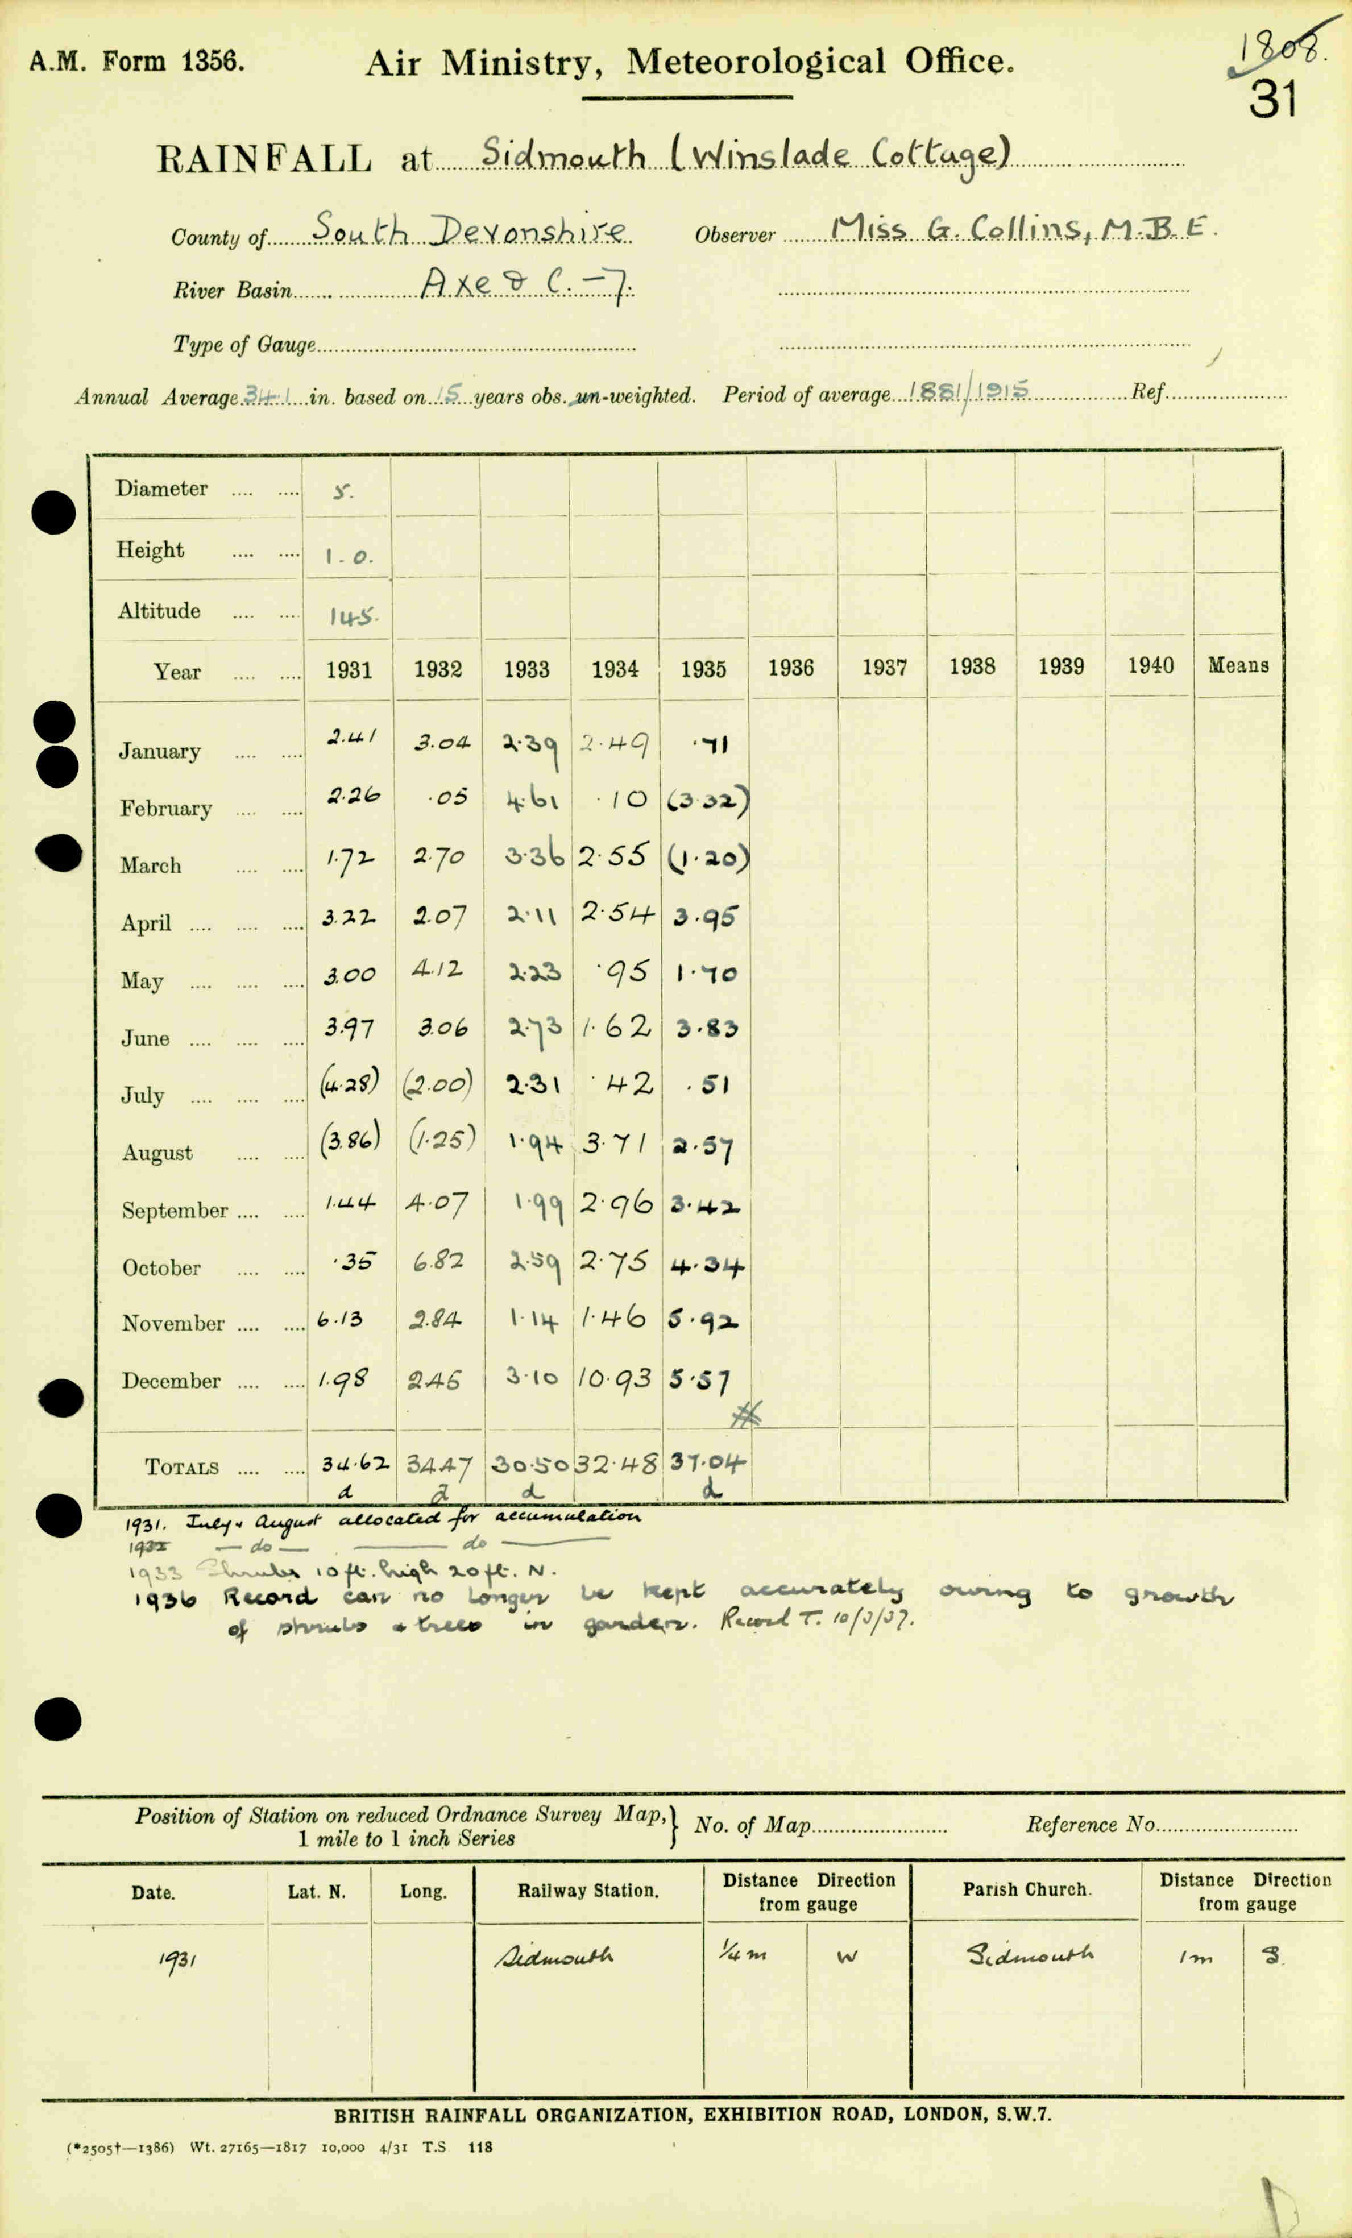 A.M. Form 1356. Air Ministry, Meteorological Office. 1808.
31
RAINFALL at Sidmouth (Winslade Cottage)
County of South Devonshire Observer Miss G. Collins, M.B.E.
River Basin Axe & C. -7.
Type of Gauge
Annual Average 34.1 in. based on 15 years obs. un-weighted. Period of average 1881/1915 Ref.
Diameter 5.
Height 1.0.
Altitude 145.
Year 1931 1932 1933 1934 1935 1936 1937 1938 1939 1940 Means
January 2.41 3.04 2.39 2.49 .71
February 2.26 .05 4.61 .10 (3.32)
March 1.72 2.70 3.36 2.55 (1.20)
April 3.22 2.07 2.11 2.54 3.95
May 3.00 4.12 2.23 .95 1.70
June 3.97 3.06 2.73 1.62 3.83
July (4.28) (2.00) 2.31 .42 .51
August (3.86) (1.25) 1.94 3.71 2.57
September 1.44 4.07 1.99 2.96 3.42
October .35 6.82 2.59 2.75 4.34
November 6.13 2.84 1.14 1.46 5.92
December 1.98 2.45 3.10 10.93 5.57
TOTALS 34.62 34.47 30.50 32.48 37.04
d d d d
1931. July & August allocated for accumulation
1932 — do — — do —
1933 Shrubs 10 ft. high 20 ft. N.
1936 Record can no longer be kept accurately owing to growth
of shrubs & trees in garden. Record T. 10/3/37.
Position of Station on reduced Ordnance Survey Map, 1 mile to 1 inch Series } No. of Map Reference No.
Date. Lat. N. Long. Railway Station. Distance Direction from gauge Parish Church. Distance Direction from gauge
1931 Sidmouth ¼ m W Sidmouth 1 m S.
BRITISH RAINFALL ORGANIZATION, EXHIBITION ROAD, LONDON, S.W.7.
(*2505†—1386) Wt. 27165—1817 10,000 4/31 T.S 118